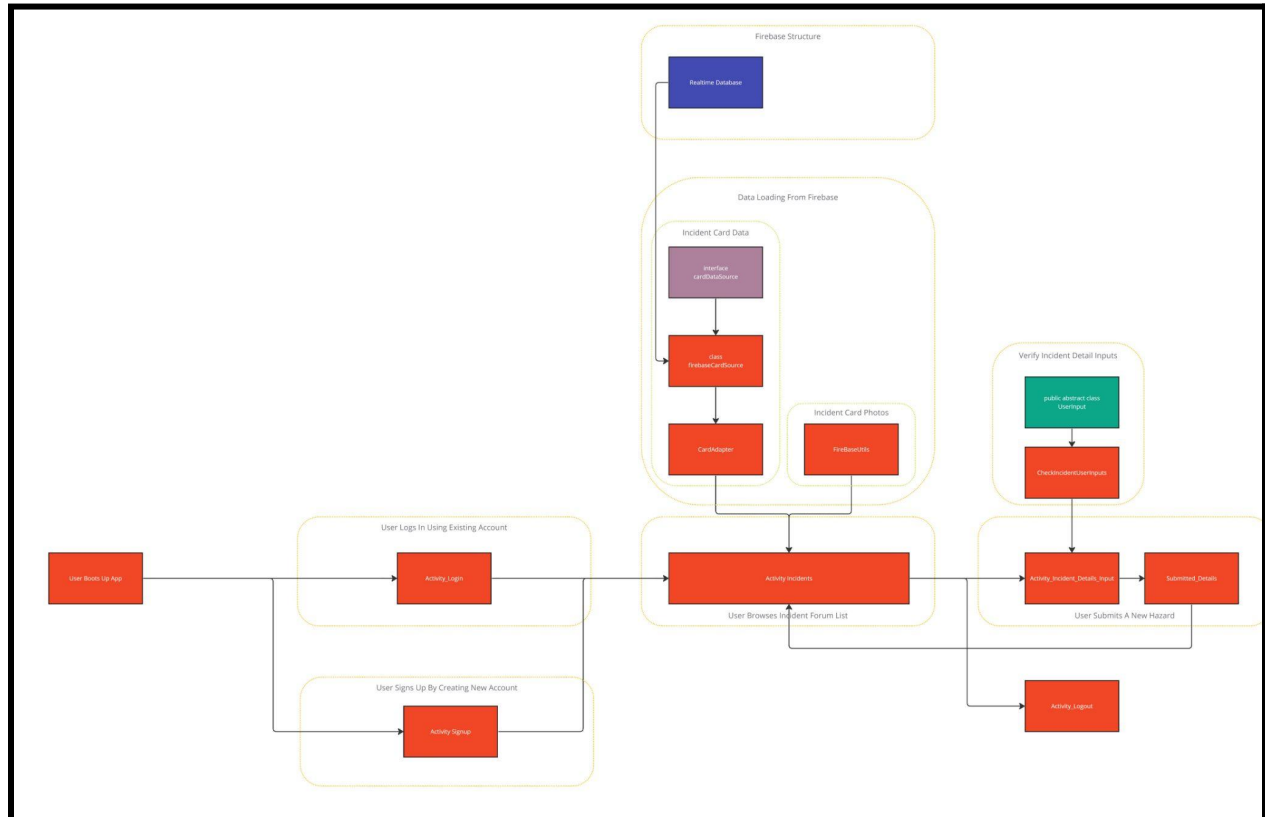 Firebase Structure
Realtime Database
Data Loading From Firebase
Incident Card Data
interface
cardDataSource
class
FirebaseCardSource
CardAdapter
Incident Card Photos
FireBaseUtils
Verify Incident Detail Inputs
public abstract class
UserInput
CheckIncidentUserInputs
User Boots Up App
User Logs In Using Existing Account
Activity_Login
Activity Incidents
User Browses Incident Forum List
Activity_Incident_Details_Input
Submitted_Details
User Submits A New Hazard
User Signs Up By Creating New Account
Activity Signup
Activity_Logout